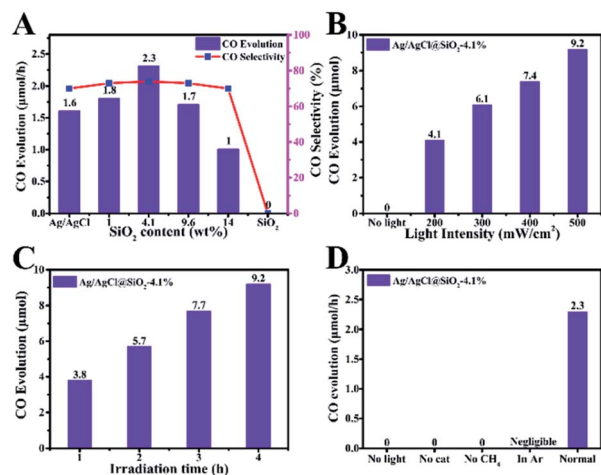 A
CO Evolution
CO Selectivity
CO Evolution (μmol/h)
2.5
2.0
1.5
1.0
0.5
0.0
1.6
1.8
2.3
1.7
1
0
100
80
60
40
20
0
CO Selectivity (%)
Ag/AgCl 1 4.1 9.6 14 SiO₂
SiO₂ content (wt%)
B
Ag/AgCl@SiO₂-4.1%
CO Evolution (μmol)
10
8
6
4
2
0
0
4.1
6.1
7.4
9.2
No light 200 300 400 500
Light Intensity (mW/cm²)
C
Ag/AgCl@SiO₂-4.1%
CO Evolution (μmol)
10
8
6
4
2
0
3.8
5.7
7.7
9.2
1 2 3 4
Irradiation time (h)
D
Ag/AgCl@SiO₂-4.1%
CO evolution (μmol/h)
3.0
2.5
2.0
1.5
1.0
0.5
0.0
0
0
0
Negligible
2.3
No light No cat No CH₄ In Ar Normal